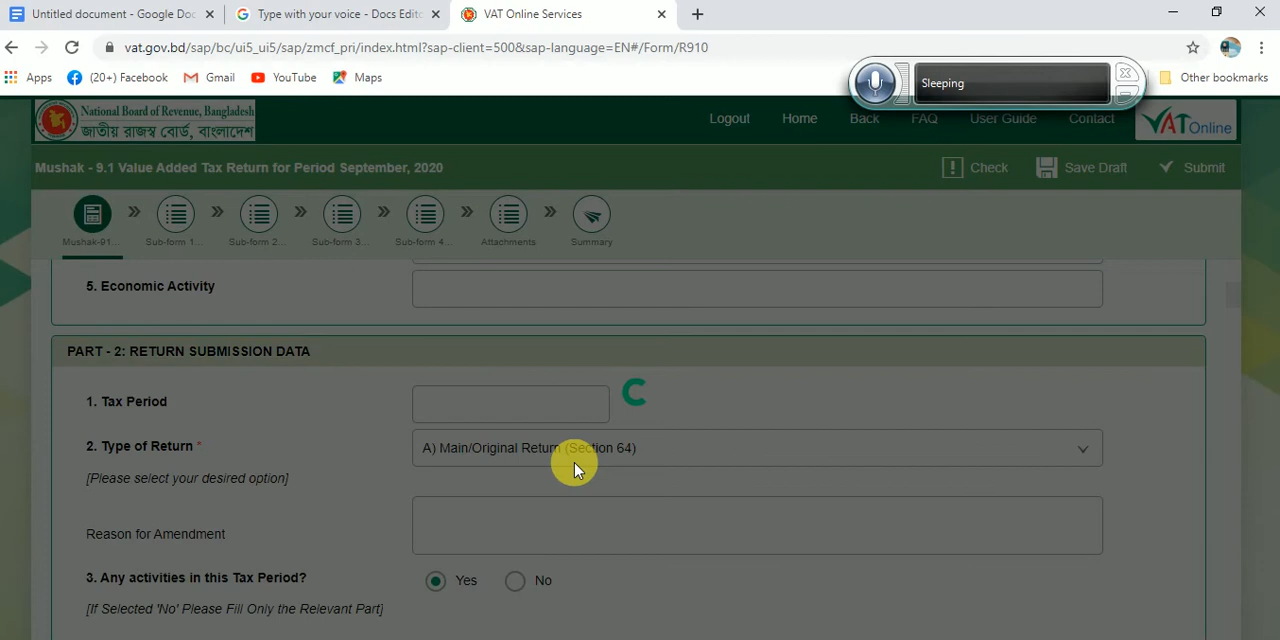 Untitled document - Google Doc
Type with your voice - Docs Edito
VAT Online Services
vat.gov.bd/sap/bc/ui5_ui5/sap/zmcf_pri/index.html?sap-client=500&sap-language=EN#/Form/R910
Apps
(20+) Facebook
Gmail
YouTube
Maps
Sleeping
Other bookmarks
National Board of Revenue, Bangladesh
জাতীয় রাজস্ব বোর্ড, বাংলাদেশ
Logout
Home
Back
FAQ
User Guide
Contact
VAT Online
Mushak - 9.1 Value Added Tax Return for Period September, 2020
Check
Save Draft
Submit
Mushak-91...
Sub-form 1...
Sub-form 2...
Sub-form 3...
Sub-form 4...
Attachments
Summary
5. Economic Activity
PART - 2: RETURN SUBMISSION DATA
1. Tax Period
2. Type of Return *
A) Main/Original Return (Section 64)
[Please select your desired option]
Reason for Amendment
3. Any activities in this Tax Period?
Yes
No
[If Selected 'No' Please Fill Only the Relevant Part]